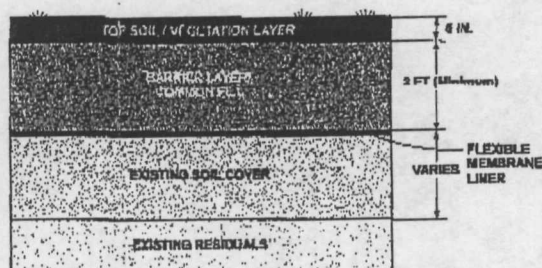 TOP SOIL / VEGETATION LAYER
6 IN.
BARRIER LAYER/
COMMON FILL
2 FT (Minimum)
FLEXIBLE
MEMBRANE
LINER
EXISTING SOIL COVER
VARIES
EXISTING RESIDUALS